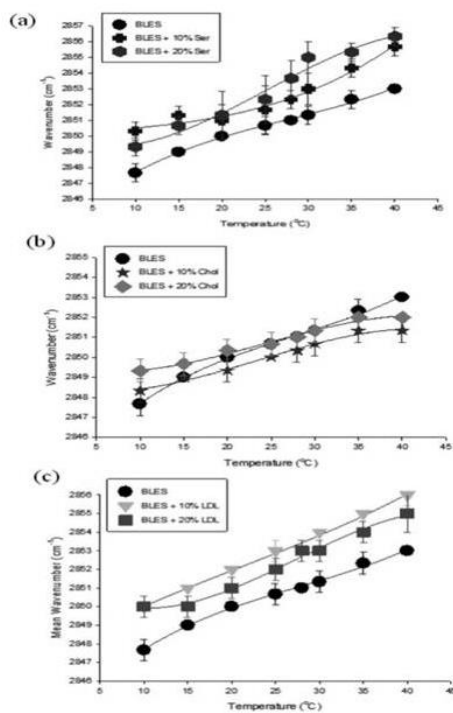 (a)
BLES
BLES + 10% Ser
BLES + 20% Ser
2857
2856
2855
2854
2853
2852
2851
2850
2849
2848
2847
2846
Wavenumber (cm⁻¹)
5 10 15 20 25 30 35 40 45
Temperature (°C)
(b)
BLES
BLES + 10% Chol
BLES + 20% Chol
2855
2854
2853
2852
2851
2850
2849
2848
2847
2846
Wavenumber (cm⁻¹)
5 10 15 20 25 30 35 40 45
Temperature (°C)
(c)
BLES
BLES + 10% LDL
BLES + 20% LDL
2856
2855
2854
2853
2852
2851
2850
2849
2848
2847
2846
Mean Wavenumber (cm⁻¹)
5 10 15 20 25 30 35 40 45
Temperature (°C)